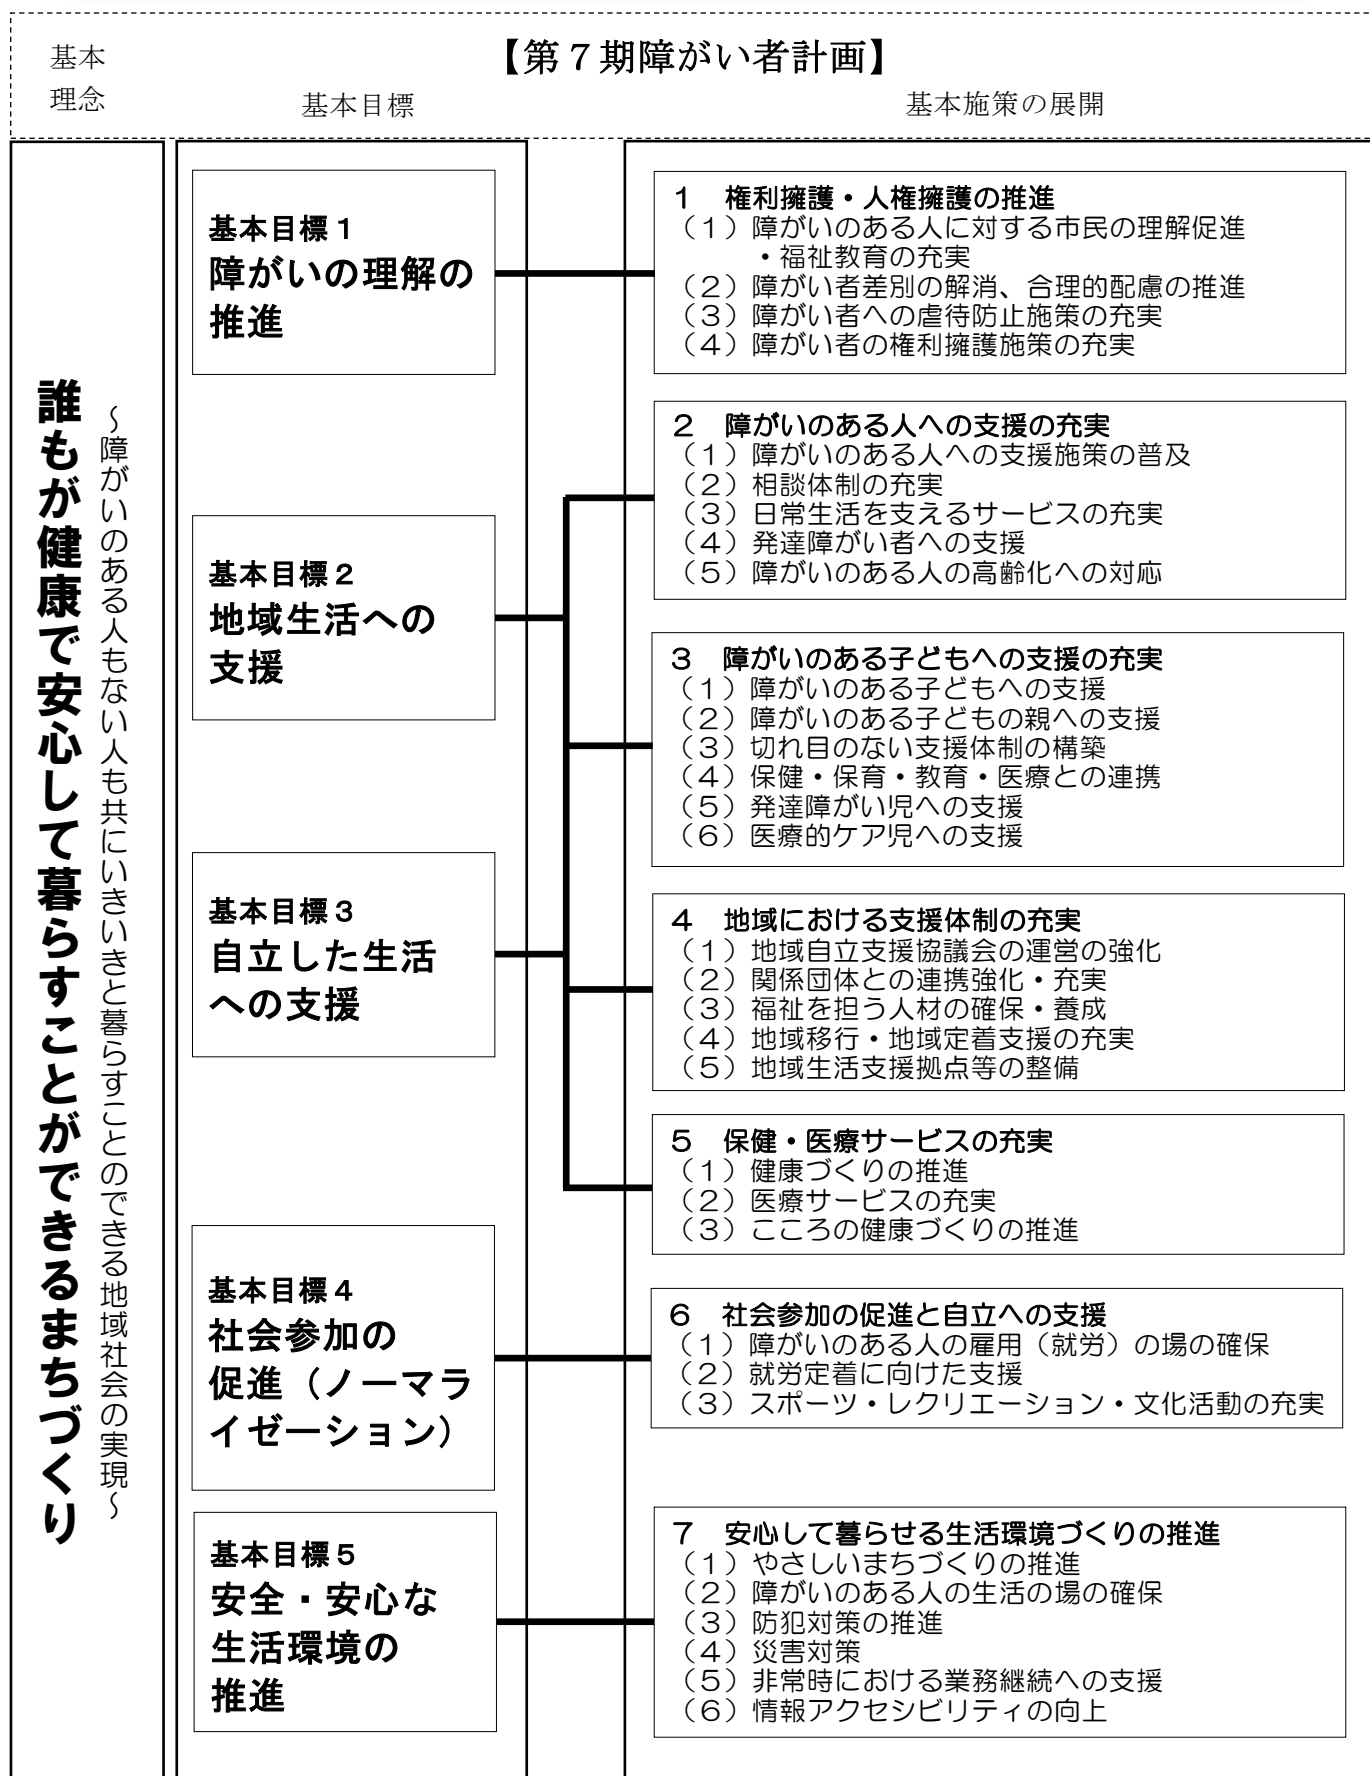 基本
理念
【第７期障がい者計画】
基本目標
基本施策の展開
誰もが健康で安心して暮らすことができるまちづくり
～障がいのある人もない人も共にいきいきと暮らすことのできる地域社会の実現～
基本目標１
障がいの理解の
推進
基本目標２
地域生活への
支援
基本目標３
自立した生活
への支援
基本目標４
社会参加の
促進（ノーマラ
イゼーション）
基本目標５
安全・安心な
生活環境の
推進
１　権利擁護・人権擁護の推進
（１）障がいのある人に対する市民の理解促進
・福祉教育の充実
（２）障がい者差別の解消、合理的配慮の推進
（３）障がい者への虐待防止施策の充実
（４）障がい者の権利擁護施策の充実
２　障がいのある人への支援の充実
（１）障がいのある人への支援施策の普及
（２）相談体制の充実
（３）日常生活を支えるサービスの充実
（４）発達障がい者への支援
（５）障がいのある人の高齢化への対応
３　障がいのある子どもへの支援の充実
（１）障がいのある子どもへの支援
（２）障がいのある子どもの親への支援
（３）切れ目のない支援体制の構築
（４）保健・保育・教育・医療との連携
（５）発達障がい児への支援
（６）医療的ケア児への支援
４　地域における支援体制の充実
（１）地域自立支援協議会の運営の強化
（２）関係団体との連携強化・充実
（３）福祉を担う人材の確保・養成
（４）地域移行・地域定着支援の充実
（５）地域生活支援拠点等の整備
５　保健・医療サービスの充実
（１）健康づくりの推進
（２）医療サービスの充実
（３）こころの健康づくりの推進
６　社会参加の促進と自立への支援
（１）障がいのある人の雇用（就労）の場の確保
（２）就労定着に向けた支援
（３）スポーツ・レクリエーション・文化活動の充実
７　安心して暮らせる生活環境づくりの推進
（１）やさしいまちづくりの推進
（２）障がいのある人の生活の場の確保
（３）防犯対策の推進
（４）災害対策
（５）非常時における業務継続への支援
（６）情報アクセシビリティの向上